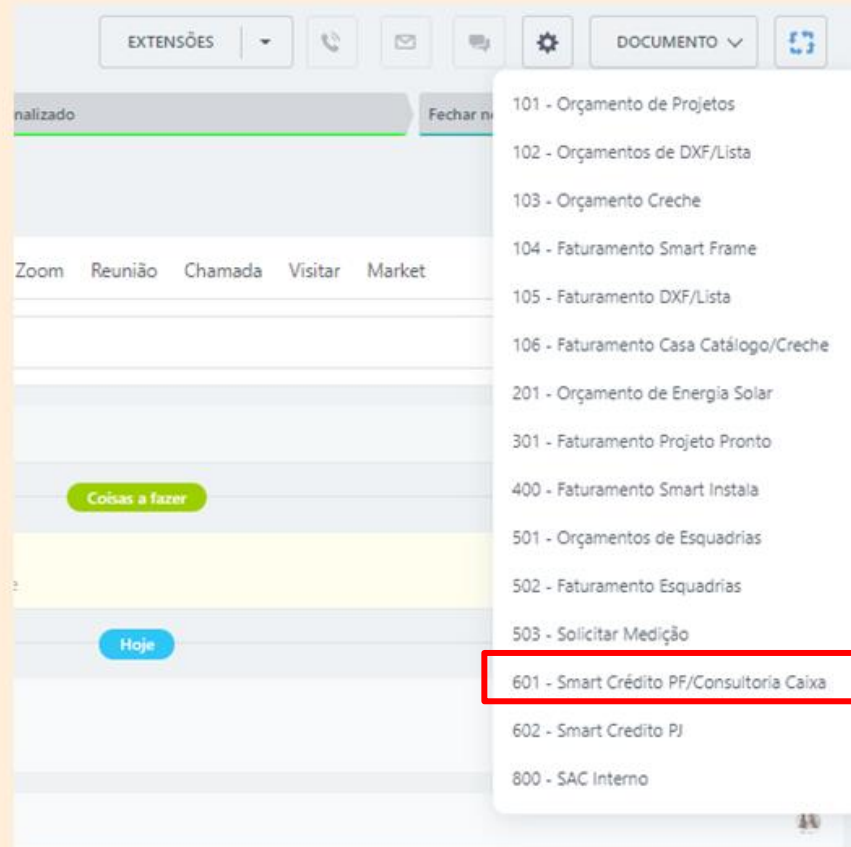 EXTENSÕES
DOCUMENTO
nalizado
Fechar ne
Zoom Reunião Chamada Visitar Market
Coisas a fazer
Hoje
101 - Orçamento de Projetos
102 - Orçamentos de DXF/Lista
103 - Orçamento Creche
104 - Faturamento Smart Frame
105 - Faturamento DXF/Lista
106 - Faturamento Casa Catálogo/Creche
201 - Orçamento de Energia Solar
301 - Faturamento Projeto Pronto
400 - Faturamento Smart Instala
501 - Orçamentos de Esquadrias
502 - Faturamento Esquadrias
503 - Solicitar Medição
601 - Smart Crédito PF/Consultoria Caixa
602 - Smart Credito PJ
800 - SAC Interno